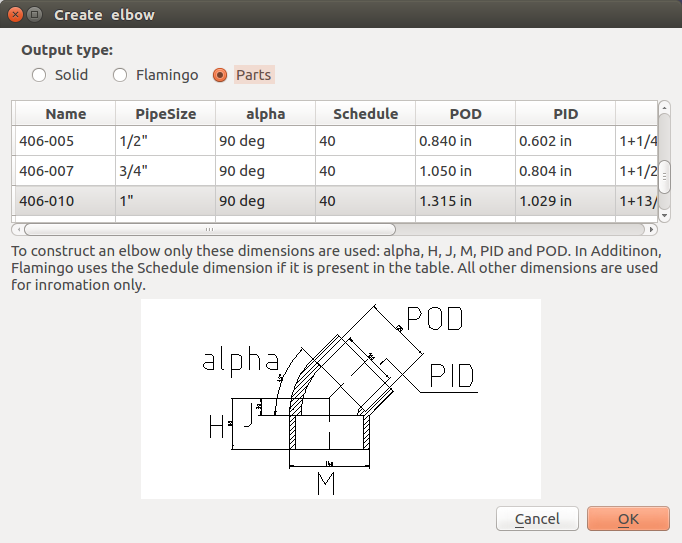 Create elbow
Output type:
Solid Flamingo Parts
Name PipeSize alpha Schedule POD PID
406-005 1/2" 90 deg 40 0.840 in 0.602 in 1+1/4
406-007 3/4" 90 deg 40 1.050 in 0.804 in 1+1/2
406-010 1" 90 deg 40 1.315 in 1.029 in 1+13/
To construct an elbow only these dimensions are used: alpha, H, J, M, PID and POD. In Additinon,
Flamingo uses the Schedule dimension if it is present in the table. All other dimensions are used
for inromation only.
POD
alpha
PID
H J
M
Cancel OK